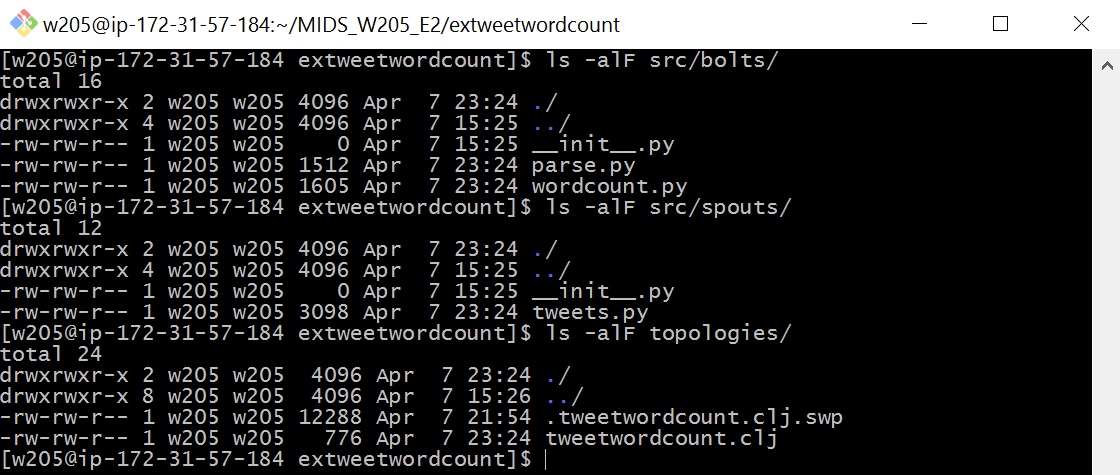 w205@ip-172-31-57-184:~/MIDS_W205_E2/extweetwordcount
[w205@ip-172-31-57-184 extweetwordcount]$ ls -alF src/bolts/
total 16
drwxrwxr-x 2 w205 w205 4096 Apr  7 23:24 ./
drwxrwxr-x 4 w205 w205 4096 Apr  7 15:25 ../
-rw-rw-r-- 1 w205 w205    0 Apr  7 15:25 __init__.py
-rw-rw-r-- 1 w205 w205 1512 Apr  7 23:24 parse.py
-rw-rw-r-- 1 w205 w205 1605 Apr  7 23:24 wordcount.py
[w205@ip-172-31-57-184 extweetwordcount]$ ls -alF src/spouts/
total 12
drwxrwxr-x 2 w205 w205 4096 Apr  7 23:24 ./
drwxrwxr-x 4 w205 w205 4096 Apr  7 15:25 ../
-rw-rw-r-- 1 w205 w205    0 Apr  7 15:25 __init__.py
-rw-rw-r-- 1 w205 w205 3098 Apr  7 23:24 tweets.py
[w205@ip-172-31-57-184 extweetwordcount]$ ls -alF topologies/
total 24
drwxrwxr-x 2 w205 w205  4096 Apr  7 23:24 ./
drwxrwxr-x 8 w205 w205  4096 Apr  7 15:26 ../
-rw-rw-r-- 1 w205 w205 12288 Apr  7 21:54 .tweetwordcount.clj.swp
-rw-rw-r-- 1 w205 w205   776 Apr  7 23:24 tweetwordcount.clj
[w205@ip-172-31-57-184 extweetwordcount]$